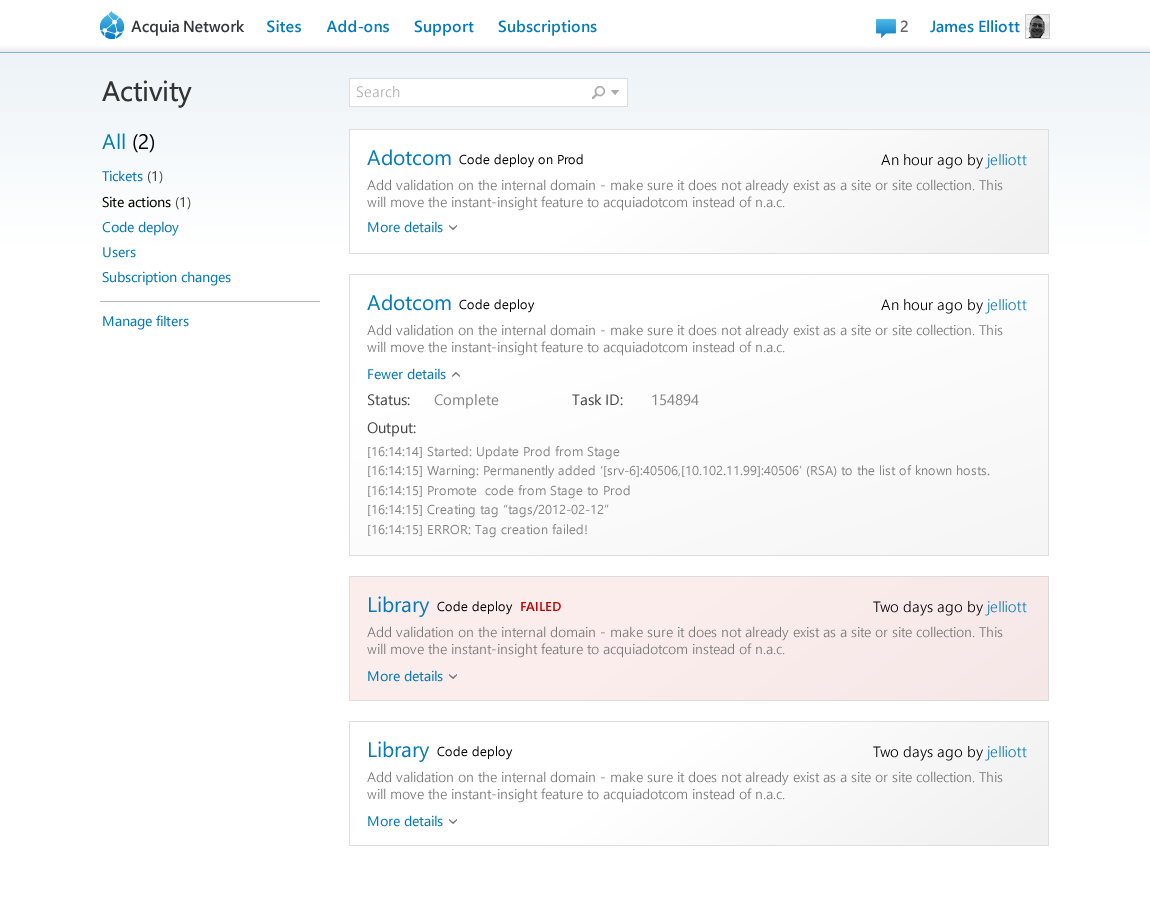 Acquia Network Sites Add-ons Support Subscriptions 2 James Elliott
Activity
Search
All (2)
Tickets (1)
Site actions (1)
Code deploy
Users
Subscription changes
Manage filters
Adotcom Code deploy on Prod An hour ago by jelliott
Add validation on the internal domain - make sure it does not already exist as a site or site collection. This
will move the instant-insight feature to acquiadotcom instead of n.a.c.
More details
Adotcom Code deploy An hour ago by jelliott
Add validation on the internal domain - make sure it does not already exist as a site or site collection. This
will move the instant-insight feature to acquiadotcom instead of n.a.c.
Fewer details
Status: Complete Task ID: 154894
Output:
[16:14:14] Started: Update Prod from Stage
[16:14:15] Warning: Permanently added ‘[srv-6]:40506,[10.102.11.99]:40506’ (RSA) to the list of known hosts.
[16:14:15] Promote  code from Stage to Prod
[16:14:15] Creating tag “tags/2012-02-12”
[16:14:15] ERROR: Tag creation failed!
Library Code deploy FAILED Two days ago by jelliott
Add validation on the internal domain - make sure it does not already exist as a site or site collection. This
will move the instant-insight feature to acquiadotcom instead of n.a.c.
More details
Library Code deploy Two days ago by jelliott
Add validation on the internal domain - make sure it does not already exist as a site or site collection. This
will move the instant-insight feature to acquiadotcom instead of n.a.c.
More details